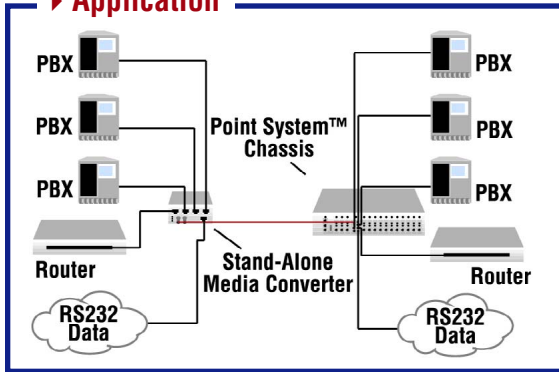 Application
PBX
PBX
PBX
Router
RS232
Data
Point System™
Chassis
Stand-Alone
Media Converter
PBX
PBX
PBX
Router
RS232
Data